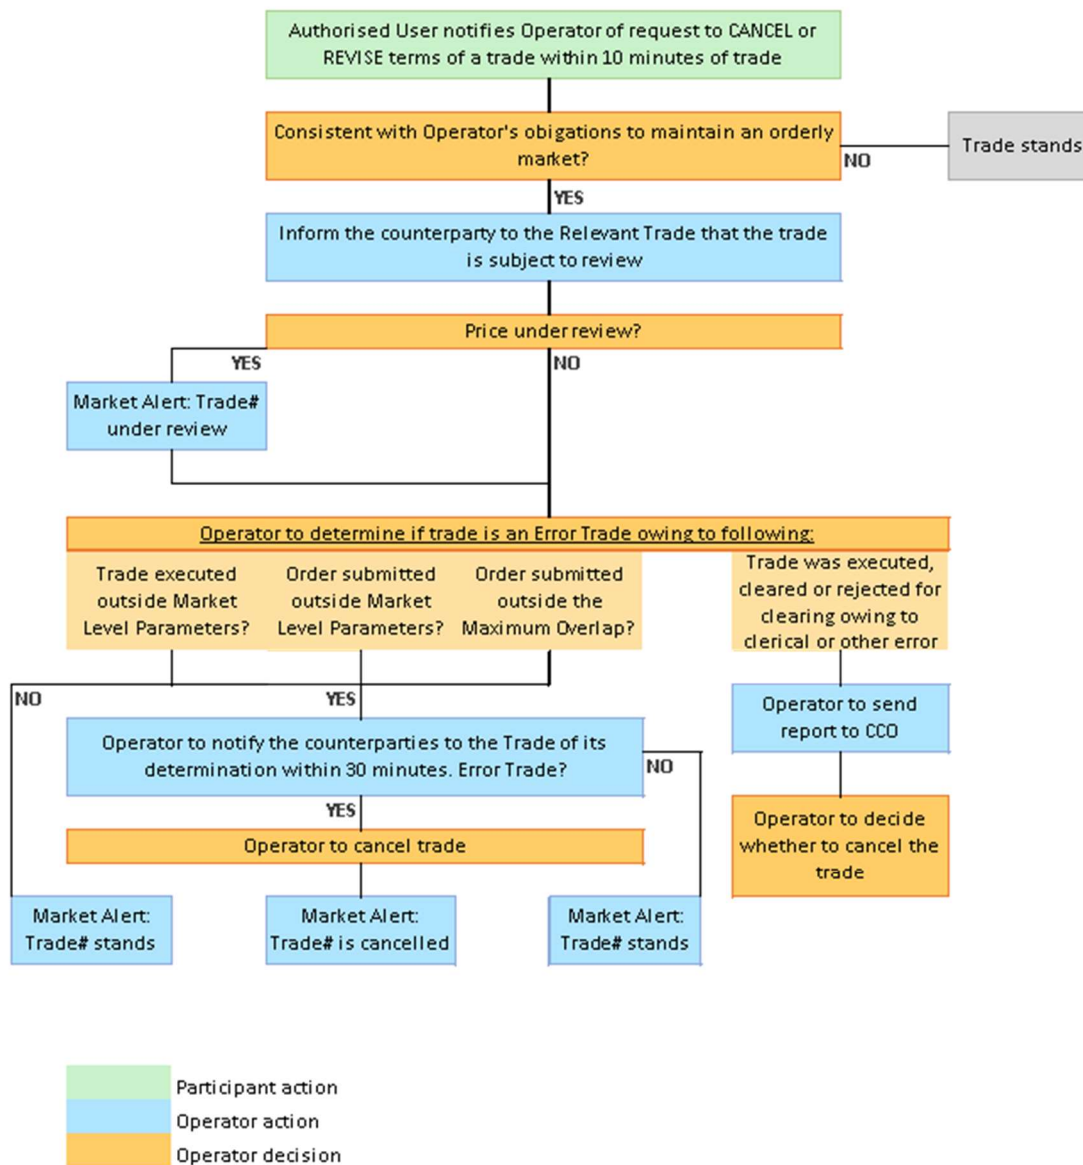 Authorised User notifies Operator of request to CANCEL or
REVISE terms of a trade within 10 minutes of trade
Consistent with Operator's obigations to maintain an orderly
market?
NO
Trade stands
YES
Inform the counterparty to the Relevant Trade that the trade
is subject to review
Price under review?
YES
NO
Market Alert: Trade#
under review
Operator to determine if trade is an Error Trade owing to following:
Trade executed
outside Market
Level Parameters?
Order submitted
outside Market
Level Parameters?
Order submitted
outside the
Maximum Overlap?
Trade was executed,
cleared or rejected for
clearing owing to
clerical or other error
NO
YES
Operator to send
report to CCO
Operator to notify the counterparties to the Trade of its
determination within 30 minutes. Error Trade?
NO
YES
Operator to cancel trade
Operator to decide
whether to cancel the
trade
Market Alert:
Trade# stands
Market Alert:
Trade# is cancelled
Market Alert:
Trade# stands
Participant action
Operator action
Operator decision